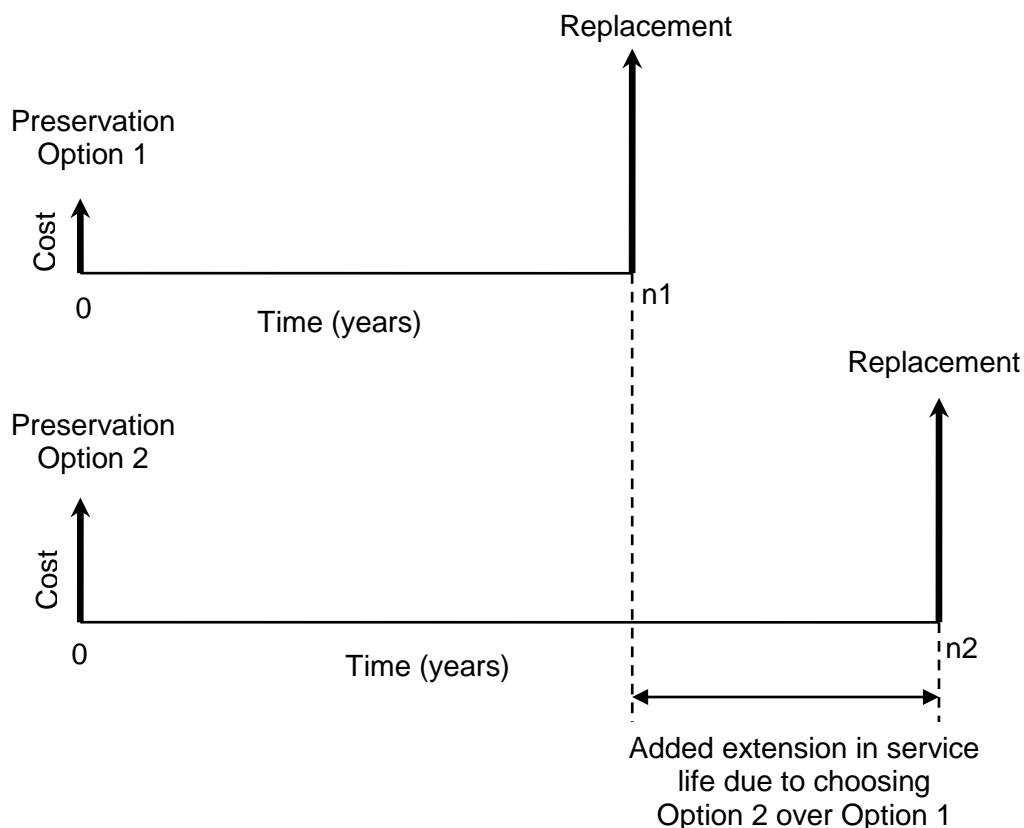 Replacement
Preservation
Option 1
Cost
0
n1
Time (years)
Replacement
Preservation
Option 2
Cost
0
n2
Time (years)
Added extension in service
life due to choosing
Option 2 over Option 1